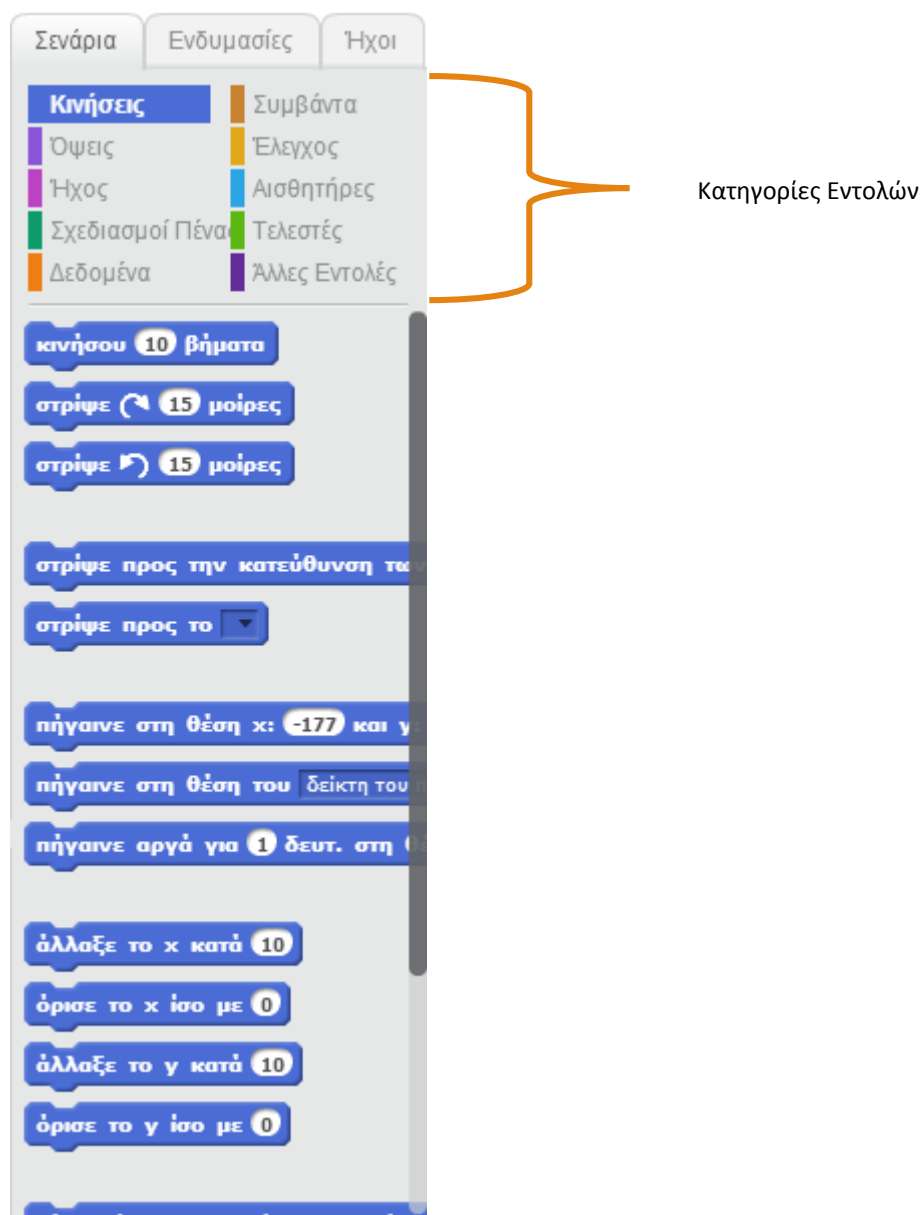 Σενάρια Ενδυμασίες Ήχοι
Κινήσεις Συμβάντα
Όψεις Έλεγχος
Ήχος Αισθητήρες
Σχεδιασμοί Πένας Τελεστές
Δεδομένα Άλλες Εντολές
Κατηγορίες Εντολών
κινήσου 10 βήματα
στρίψε 15 μοίρες
στρίψε 15 μοίρες
στρίψε προς την κατεύθυνση των
στρίψε προς το
πήγαινε στη θέση x: -177 και y:
πήγαινε στη θέση του δείκτη του
πήγαινε αργά για 1 δευτ. στη
άλλαξε το x κατά 10
όρισε το x ίσο με 0
άλλαξε το y κατά 10
όρισε το y ίσο με 0